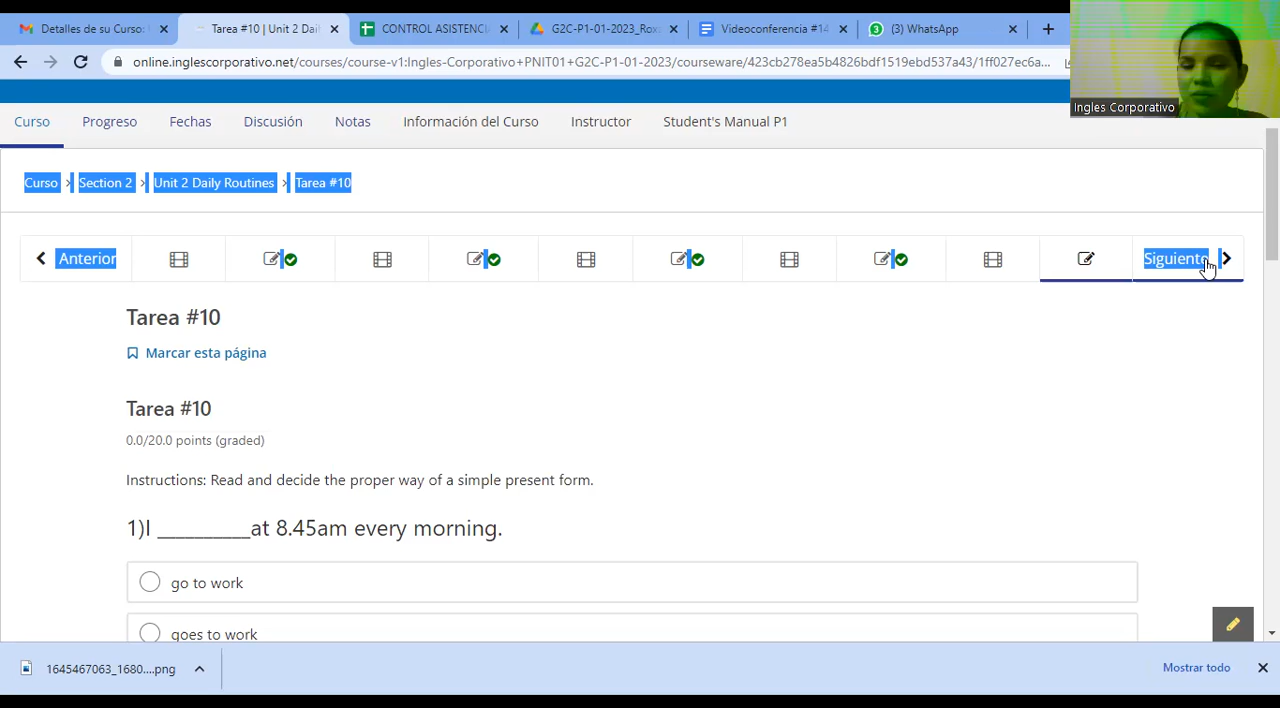 Detalles de su Curso:
Tarea #10 | Unit 2 Dai
CONTROL ASISTENCI
G2C-P1-01-2023_Rox
Videoconferencia #14
(3) WhatsApp
online.inglescorporativo.net/courses/course-v1:Ingles-Corporativo+PNIT01+G2C-P1-01-2023/courseware/423cb278ea5b4826bdf1519ebd537a43/1ff027ec6a...
Ingles Corporativo
Curso
Progreso
Fechas
Discusión
Notas
Información del Curso
Instructor
Student's Manual P1
Curso > Section 2 > Unit 2 Daily Routines > Tarea #10
Anterior
Siguiente
Tarea #10
Marcar esta página
Tarea #10
0.0/20.0 points (graded)
Instructions: Read and decide the proper way of a simple present form.
1)I __________at 8.45am every morning.
go to work
goes to work
1645467063_1680....png
Mostrar todo